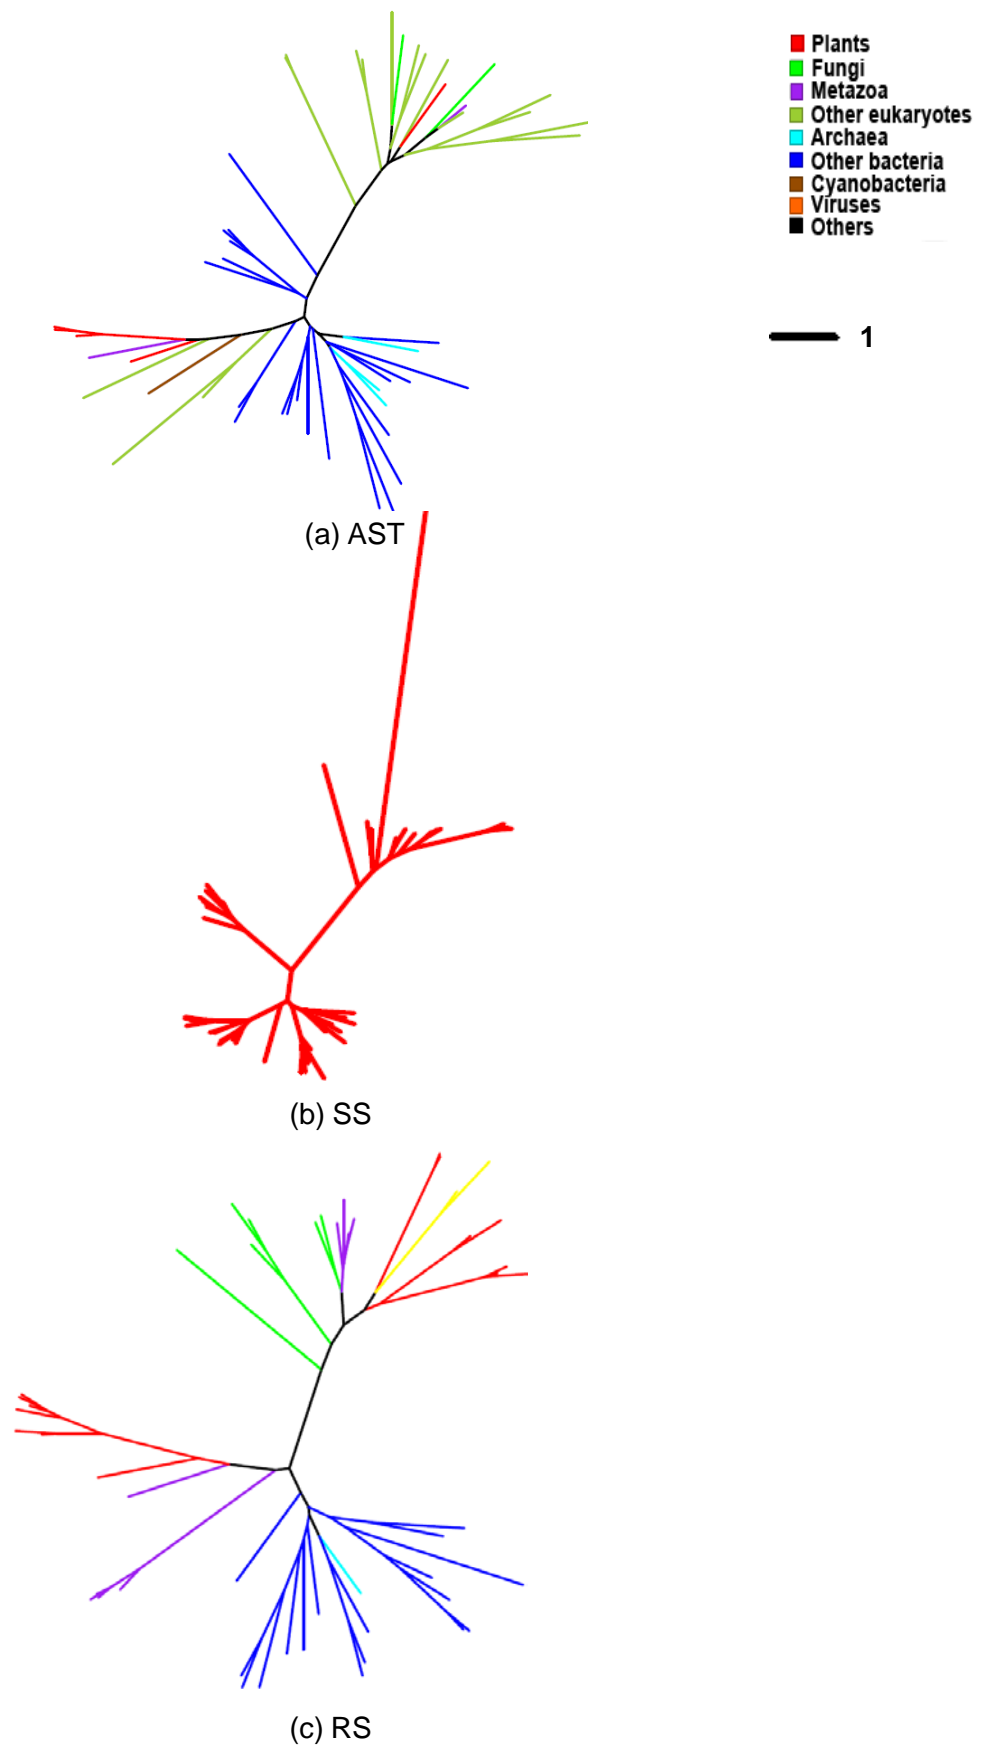 Plants
Fungi
Metazoa
Other eukaryotes
Archaea
Other bacteria
Cyanobacteria
Viruses
Others
1
(a) AST
(b) SS
(c) RS